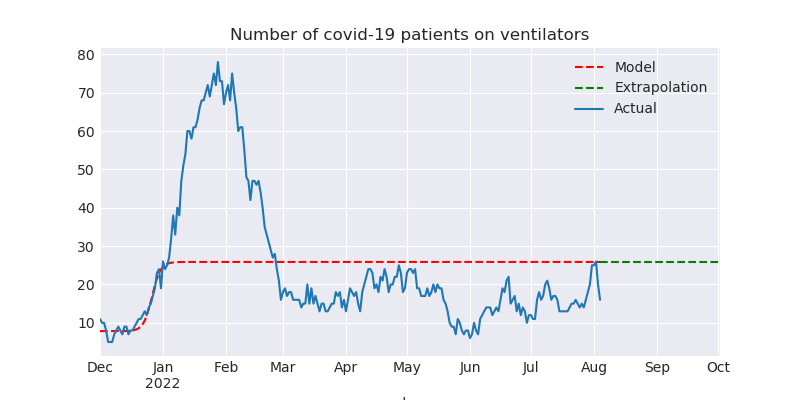 Number of covid-19 patients on ventilators
80
70
60
50
40
30
20
10
Model
Extrapolation
Actual
Dec Jan Feb Mar Apr May Jun Jul Aug Sep Oct
2022